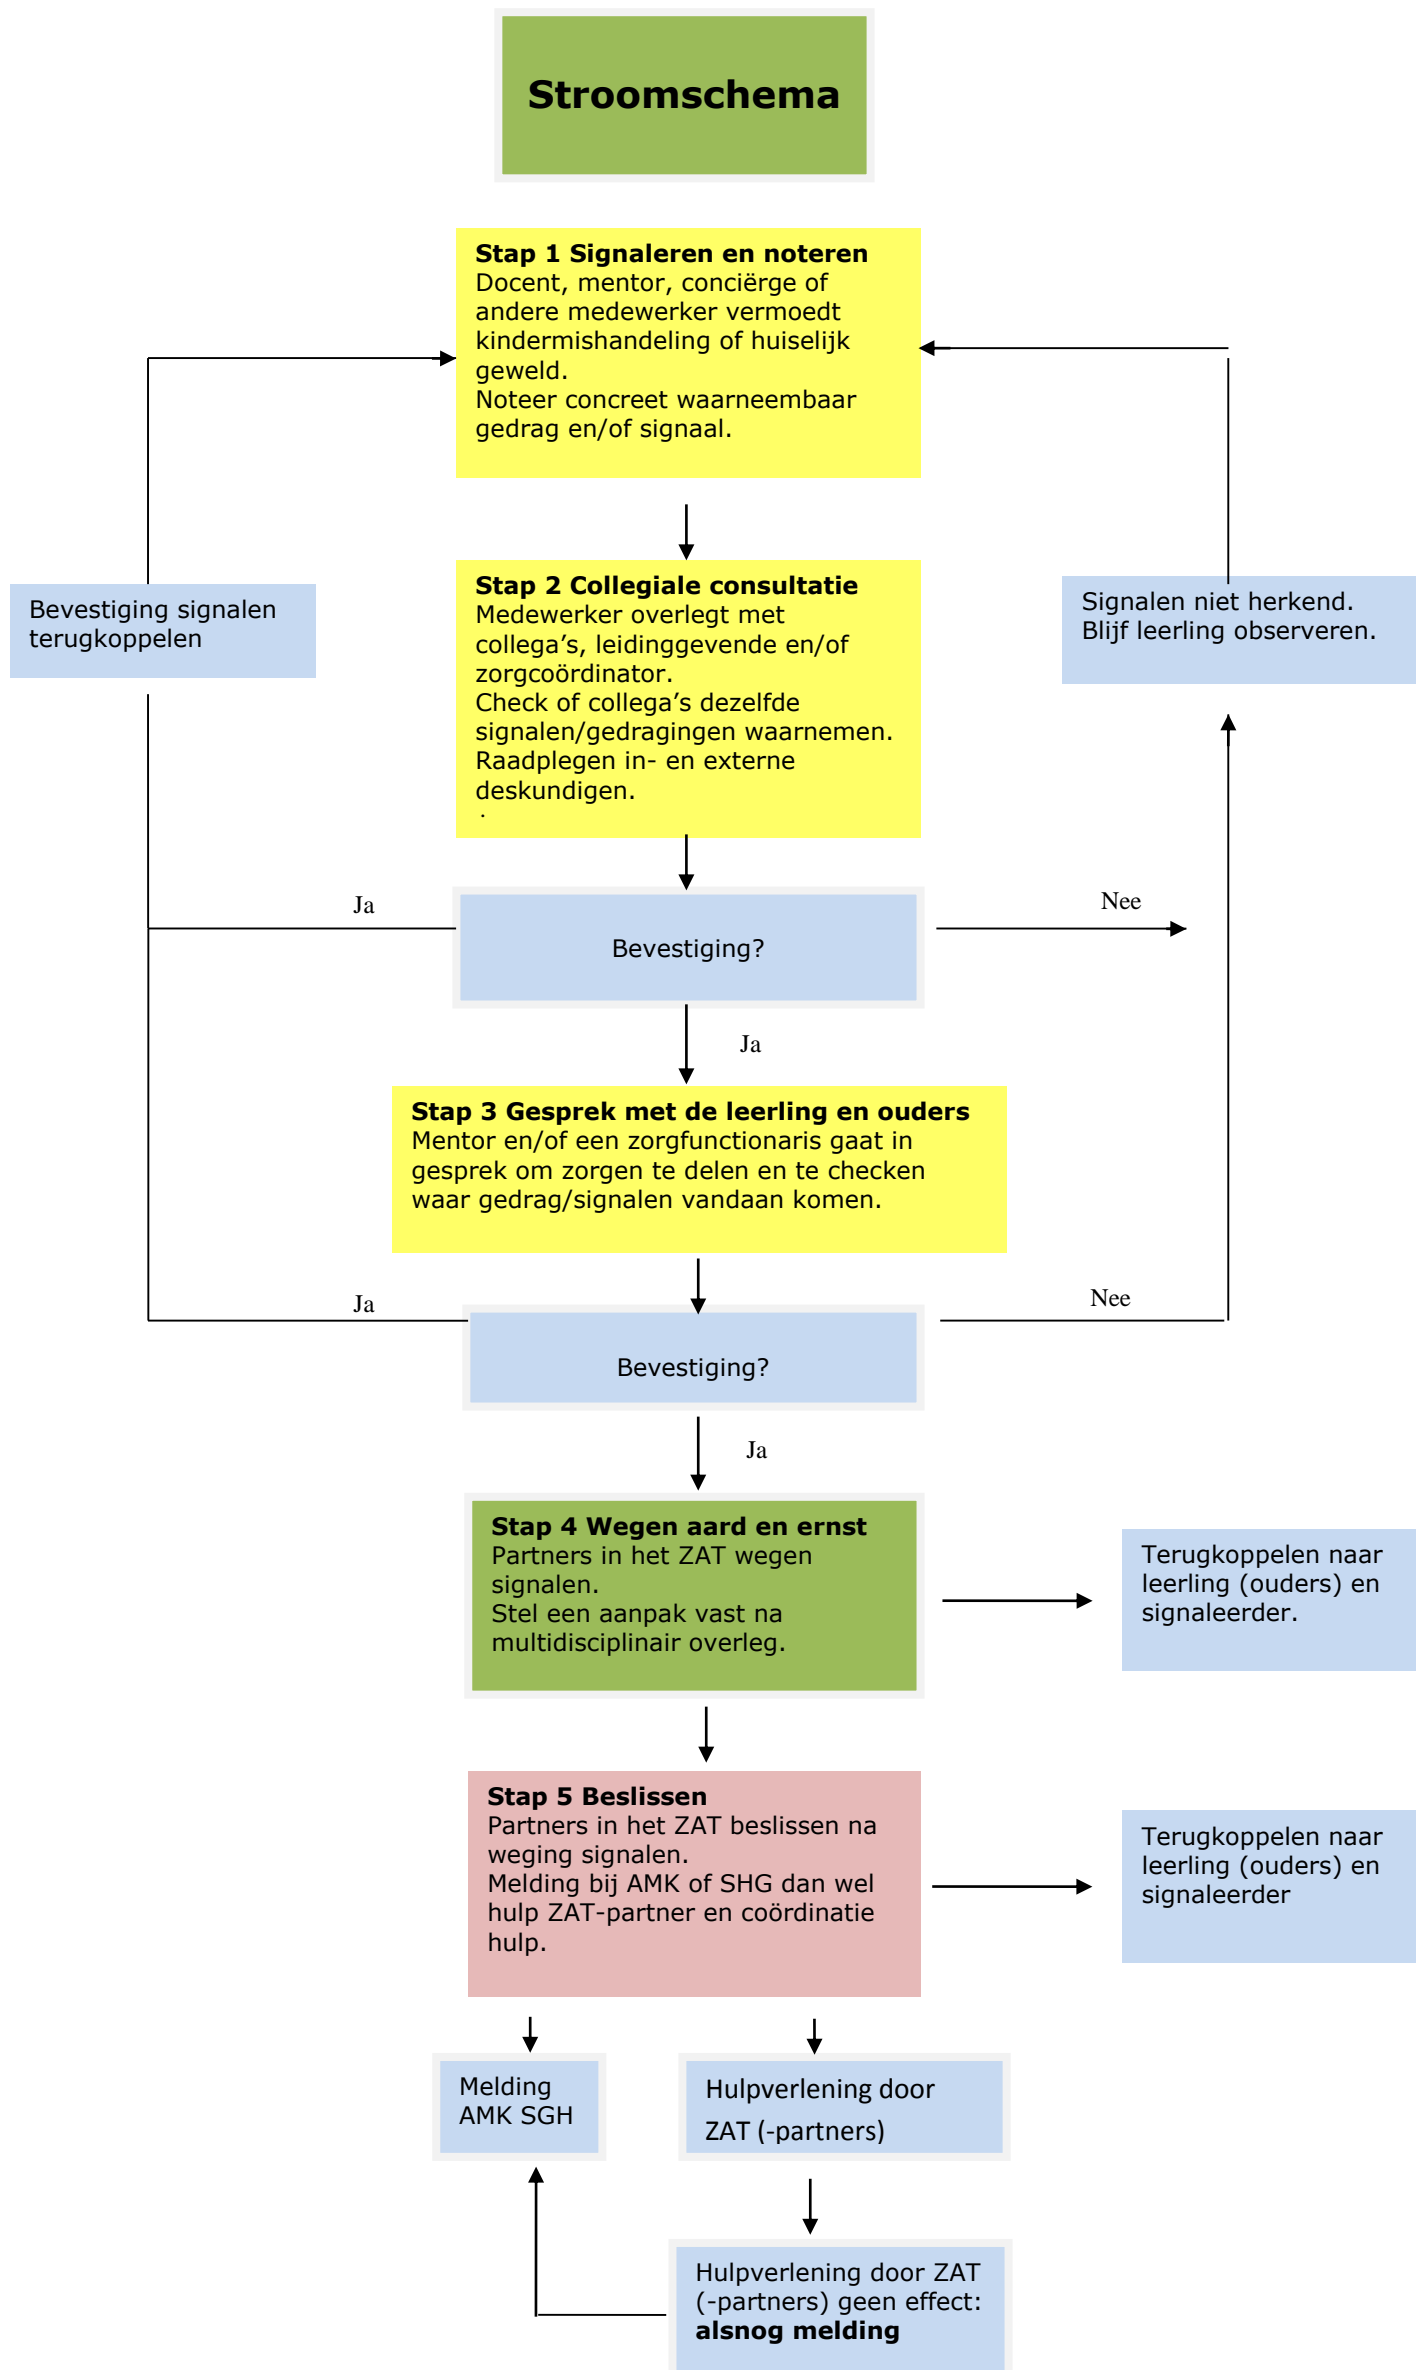 Stroomschema
Stap 1 Signaleren en noteren
Docent, mentor, conciërge of
andere medewerker vermoedt
kindermishandeling of huiselijk
geweld.
Noteer concreet waarneembaar
gedrag en/of signaal.
Bevestiging signalen
terugkoppelen
Stap 2 Collegiale consultatie
Medewerker overlegt met
collega’s, leidinggevende en/of
zorgcoördinator.
Check of collega’s dezelfde
signalen/gedragingen waarnemen.
Raadplegen in- en externe
deskundigen.
.
Signalen niet herkend.
Blijf leerling observeren.
Ja
Bevestiging?
Nee
Ja
Stap 3 Gesprek met de leerling en ouders
Mentor en/of een zorgfunctionaris gaat in
gesprek om zorgen te delen en te checken
waar gedrag/signalen vandaan komen.
Ja
Bevestiging?
Nee
Ja
Stap 4 Wegen aard en ernst
Partners in het ZAT wegen
signalen.
Stel een aanpak vast na
multidisciplinair overleg.
Terugkoppelen naar
leerling (ouders) en
signaleerder.
Stap 5 Beslissen
Partners in het ZAT beslissen na
weging signalen.
Melding bij AMK of SHG dan wel
hulp ZAT-partner en coördinatie
hulp.
Terugkoppelen naar
leerling (ouders) en
signaleerder
Melding
AMK SGH
Hulpverlening door
ZAT (-partners)
Hulpverlening door ZAT
(-partners) geen effect:
alsnog melding